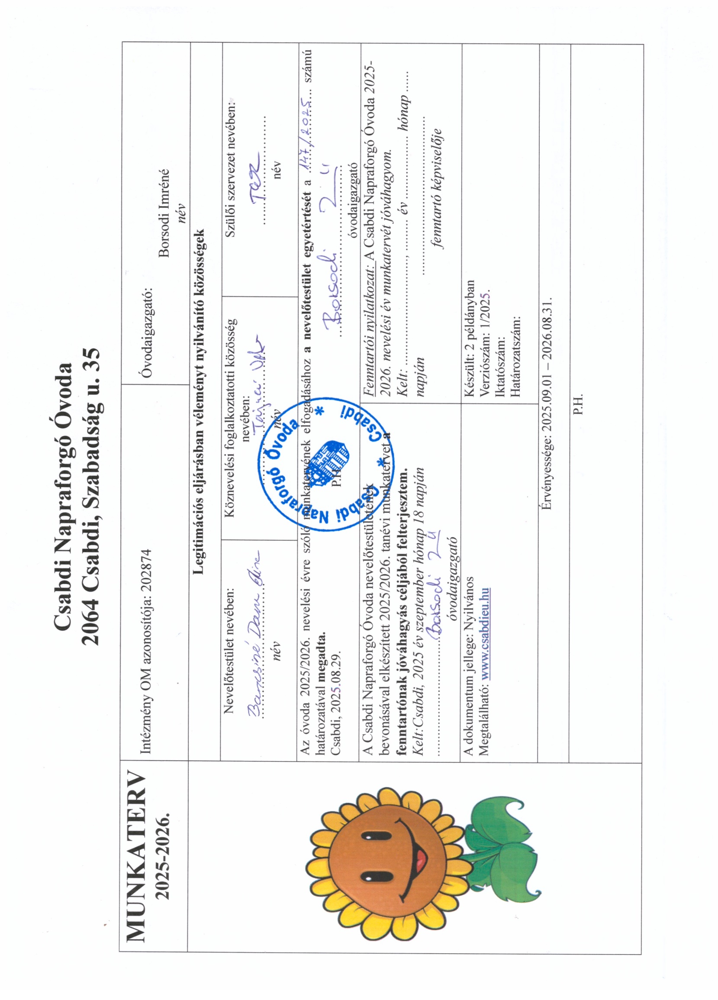 Csabdi Napraforgó Óvoda
2064 Csabdi, Szabadság u. 35
MUNKATERV
2025-2026.
Intézmény OM azonosítója: 202874
Óvodaigazgató:
Borsodi Imréné
név
Legitimációs eljárásban véleményt nyilvánító közösségek
Nevelőtestület nevében:
név
Köznevelési foglalkoztatotti közösség
nevében:
név
Szülői szervezet nevében:
név
Az óvoda 2025/2026. nevelési évre szóló munkatervének elfogadásához a nevelőtestület egyetértését a 147/2025 számú
határozatával megadta.
Csabdi, 2025.08.29.
P.H.
Borsodi
óvodaigazgató
Csabdi Napraforgó Óvoda * Csabdi *
A Csabdi Napraforgó Óvoda nevelőtestületének
bevonásával elkészített 2025/2026. tanévi munkatervet a
fenntartónak jóváhagyás céljából felterjesztem.
Kelt:Csabdi, 2025 év szeptember hónap 18 napján
Borsodi
óvodaigazgató
Fenntartói nyilatkozat: A Csabdi Napraforgó Óvoda 2025-
2026. nevelési év munkatervét jóváhagyom.
Kelt: ........................, ......... év ............... hónap ......
napján
fenntartó képviselője
A dokumentum jellege: Nyilvános
Megtalálható: www.csabdieu.hu
Készült: 2 példányban
Verziószám: 1/2025.
Iktatószám:
Határozatszám:
Érvényessége: 2025.09.01 – 2026.08.31.
P.H.